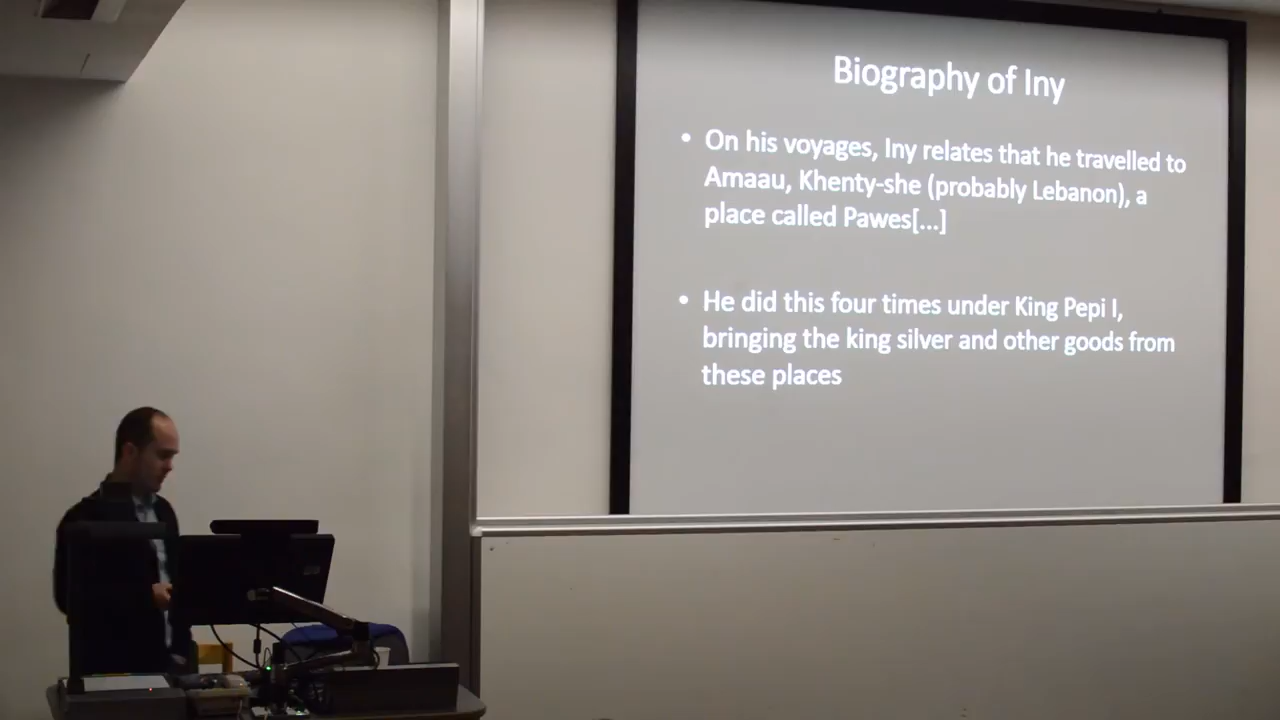 Biography of Iny
• On his voyages, Iny relates that he travelled to
Amaau, Khenty-she (probably Lebanon), a
place called Pawes[...]
• He did this four times under King Pepi I,
bringing the king silver and other goods from
these places